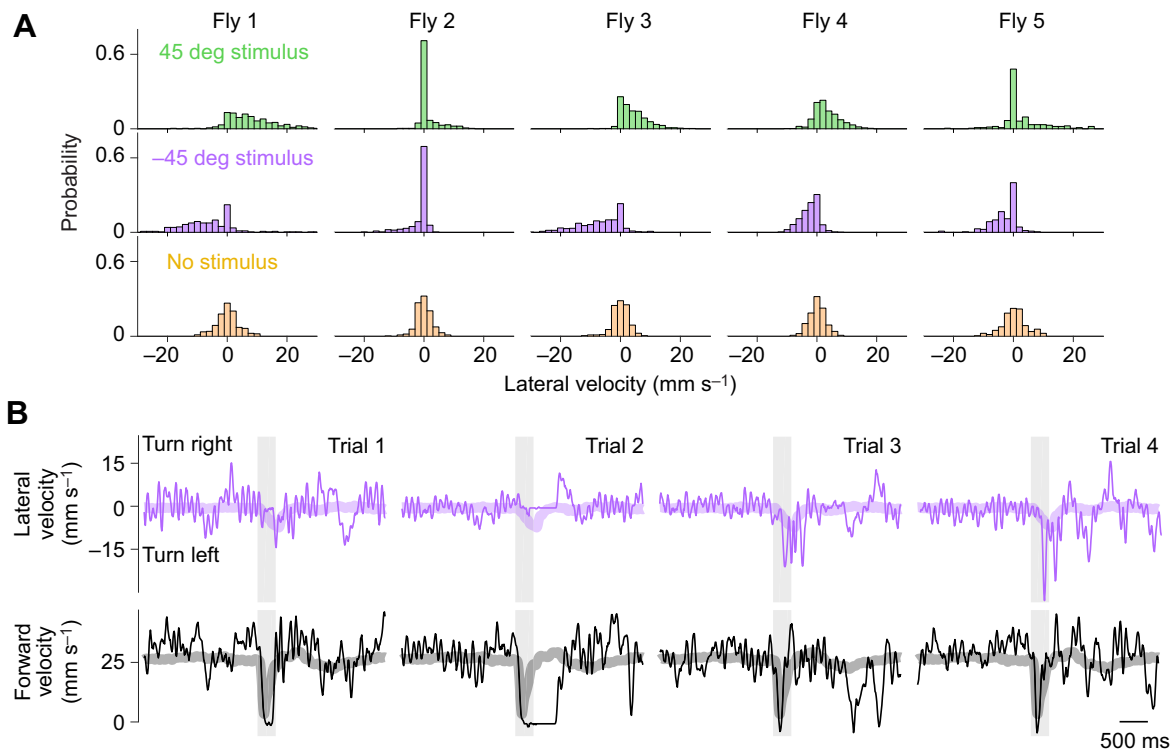 A
Fly 1 Fly 2 Fly 3 Fly 4 Fly 5
45 deg stimulus
0.6
0
–45 deg stimulus
0.6
0
No stimulus
0.6
0
Probability
–20 0 20 –20 0 20 –20 0 20 –20 0 20 –20 0 20
Lateral velocity (mm s⁻¹)
B
Turn right Trial 1 Trial 2 Trial 3 Trial 4
Lateral
velocity
(mm s⁻¹)
15
0
–15
Turn left
Forward
velocity
(mm s⁻¹)
25
0
500 ms